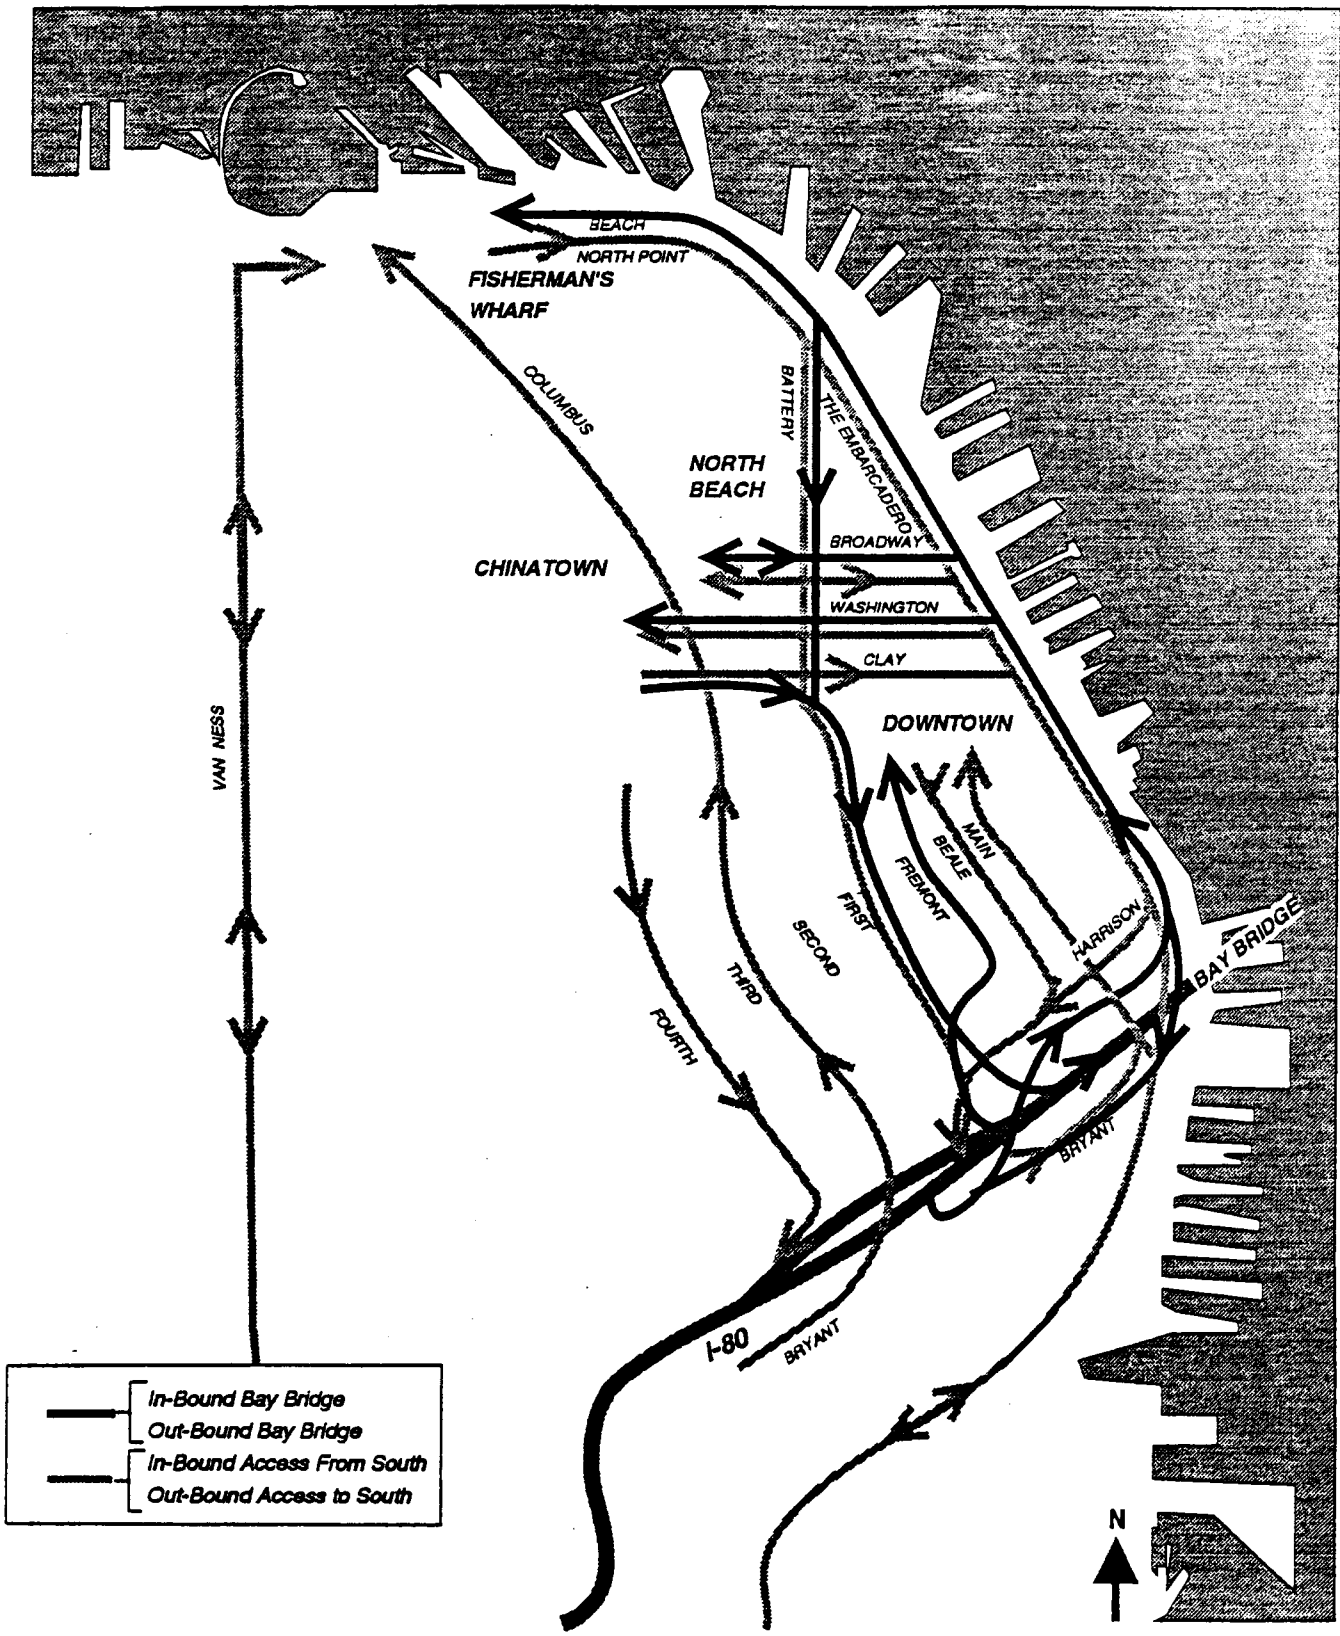 BEACH
NORTH POINT
FISHERMAN'S
WHARF
COLUMBUS
BATTERY
THE EMBARCADERO
NORTH
BEACH
BROADWAY
CHINATOWN
WASHINGTON
CLAY
VAN NESS
DOWNTOWN
MAIN
BEALE
FREMONT
FIRST
SECOND
THIRD
FOURTH
HARRISON
BAY BRIDGE
BRYANT
I-80
BRYANT
In-Bound Bay Bridge
Out-Bound Bay Bridge
In-Bound Access From South
Out-Bound Access to South
N